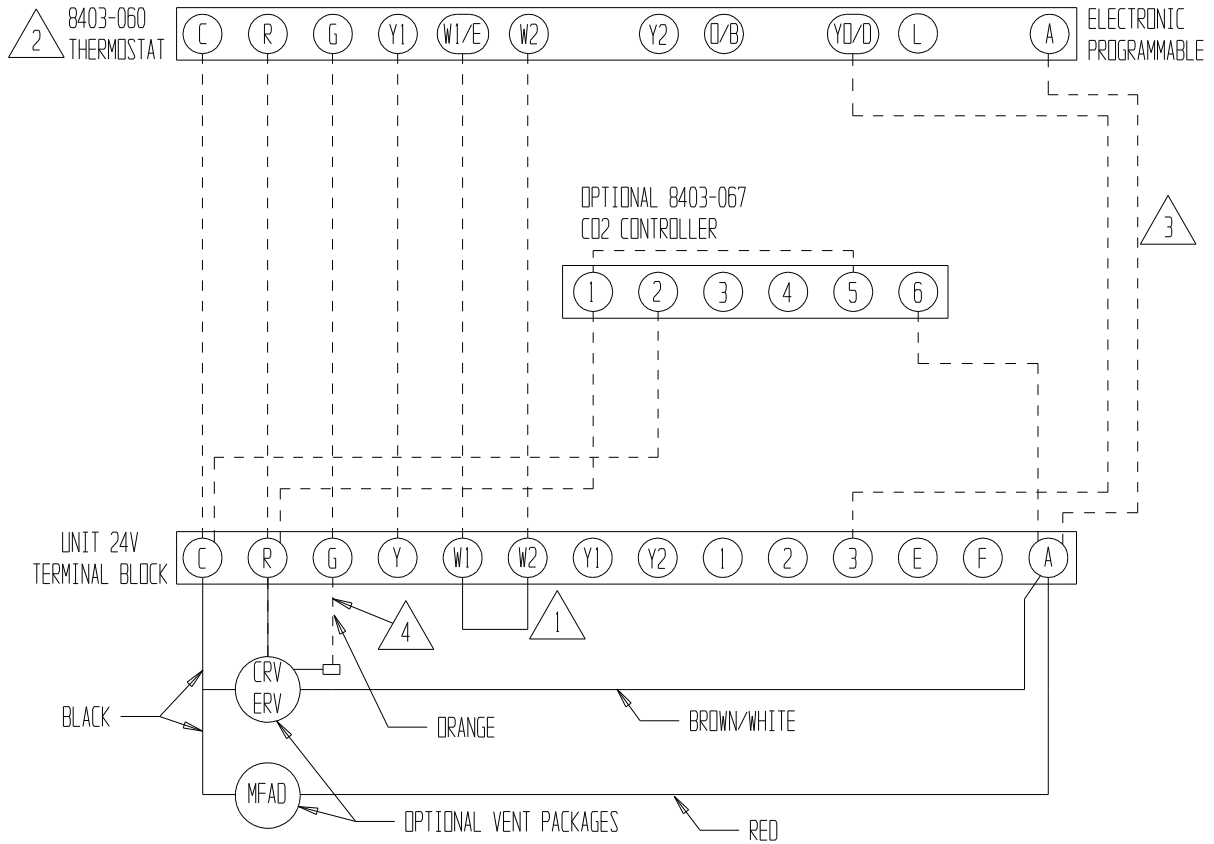 8403-060
THERMOSTAT
2
C R G Y1 W1/E W2 Y2 O/B YO/D L A
ELECTRONIC
PROGRAMMABLE
OPTIONAL 8403-067
CO2 CONTROLLER
3
1 2 3 4 5 6
UNIT 24V
TERMINAL BLOCK
C R G Y W1 W2 Y1 Y2 1 2 3 E F A
4
1
CRV
ERV
BLACK
ORANGE
BROWN/WHITE
MFAD
OPTIONAL VENT PACKAGES
RED